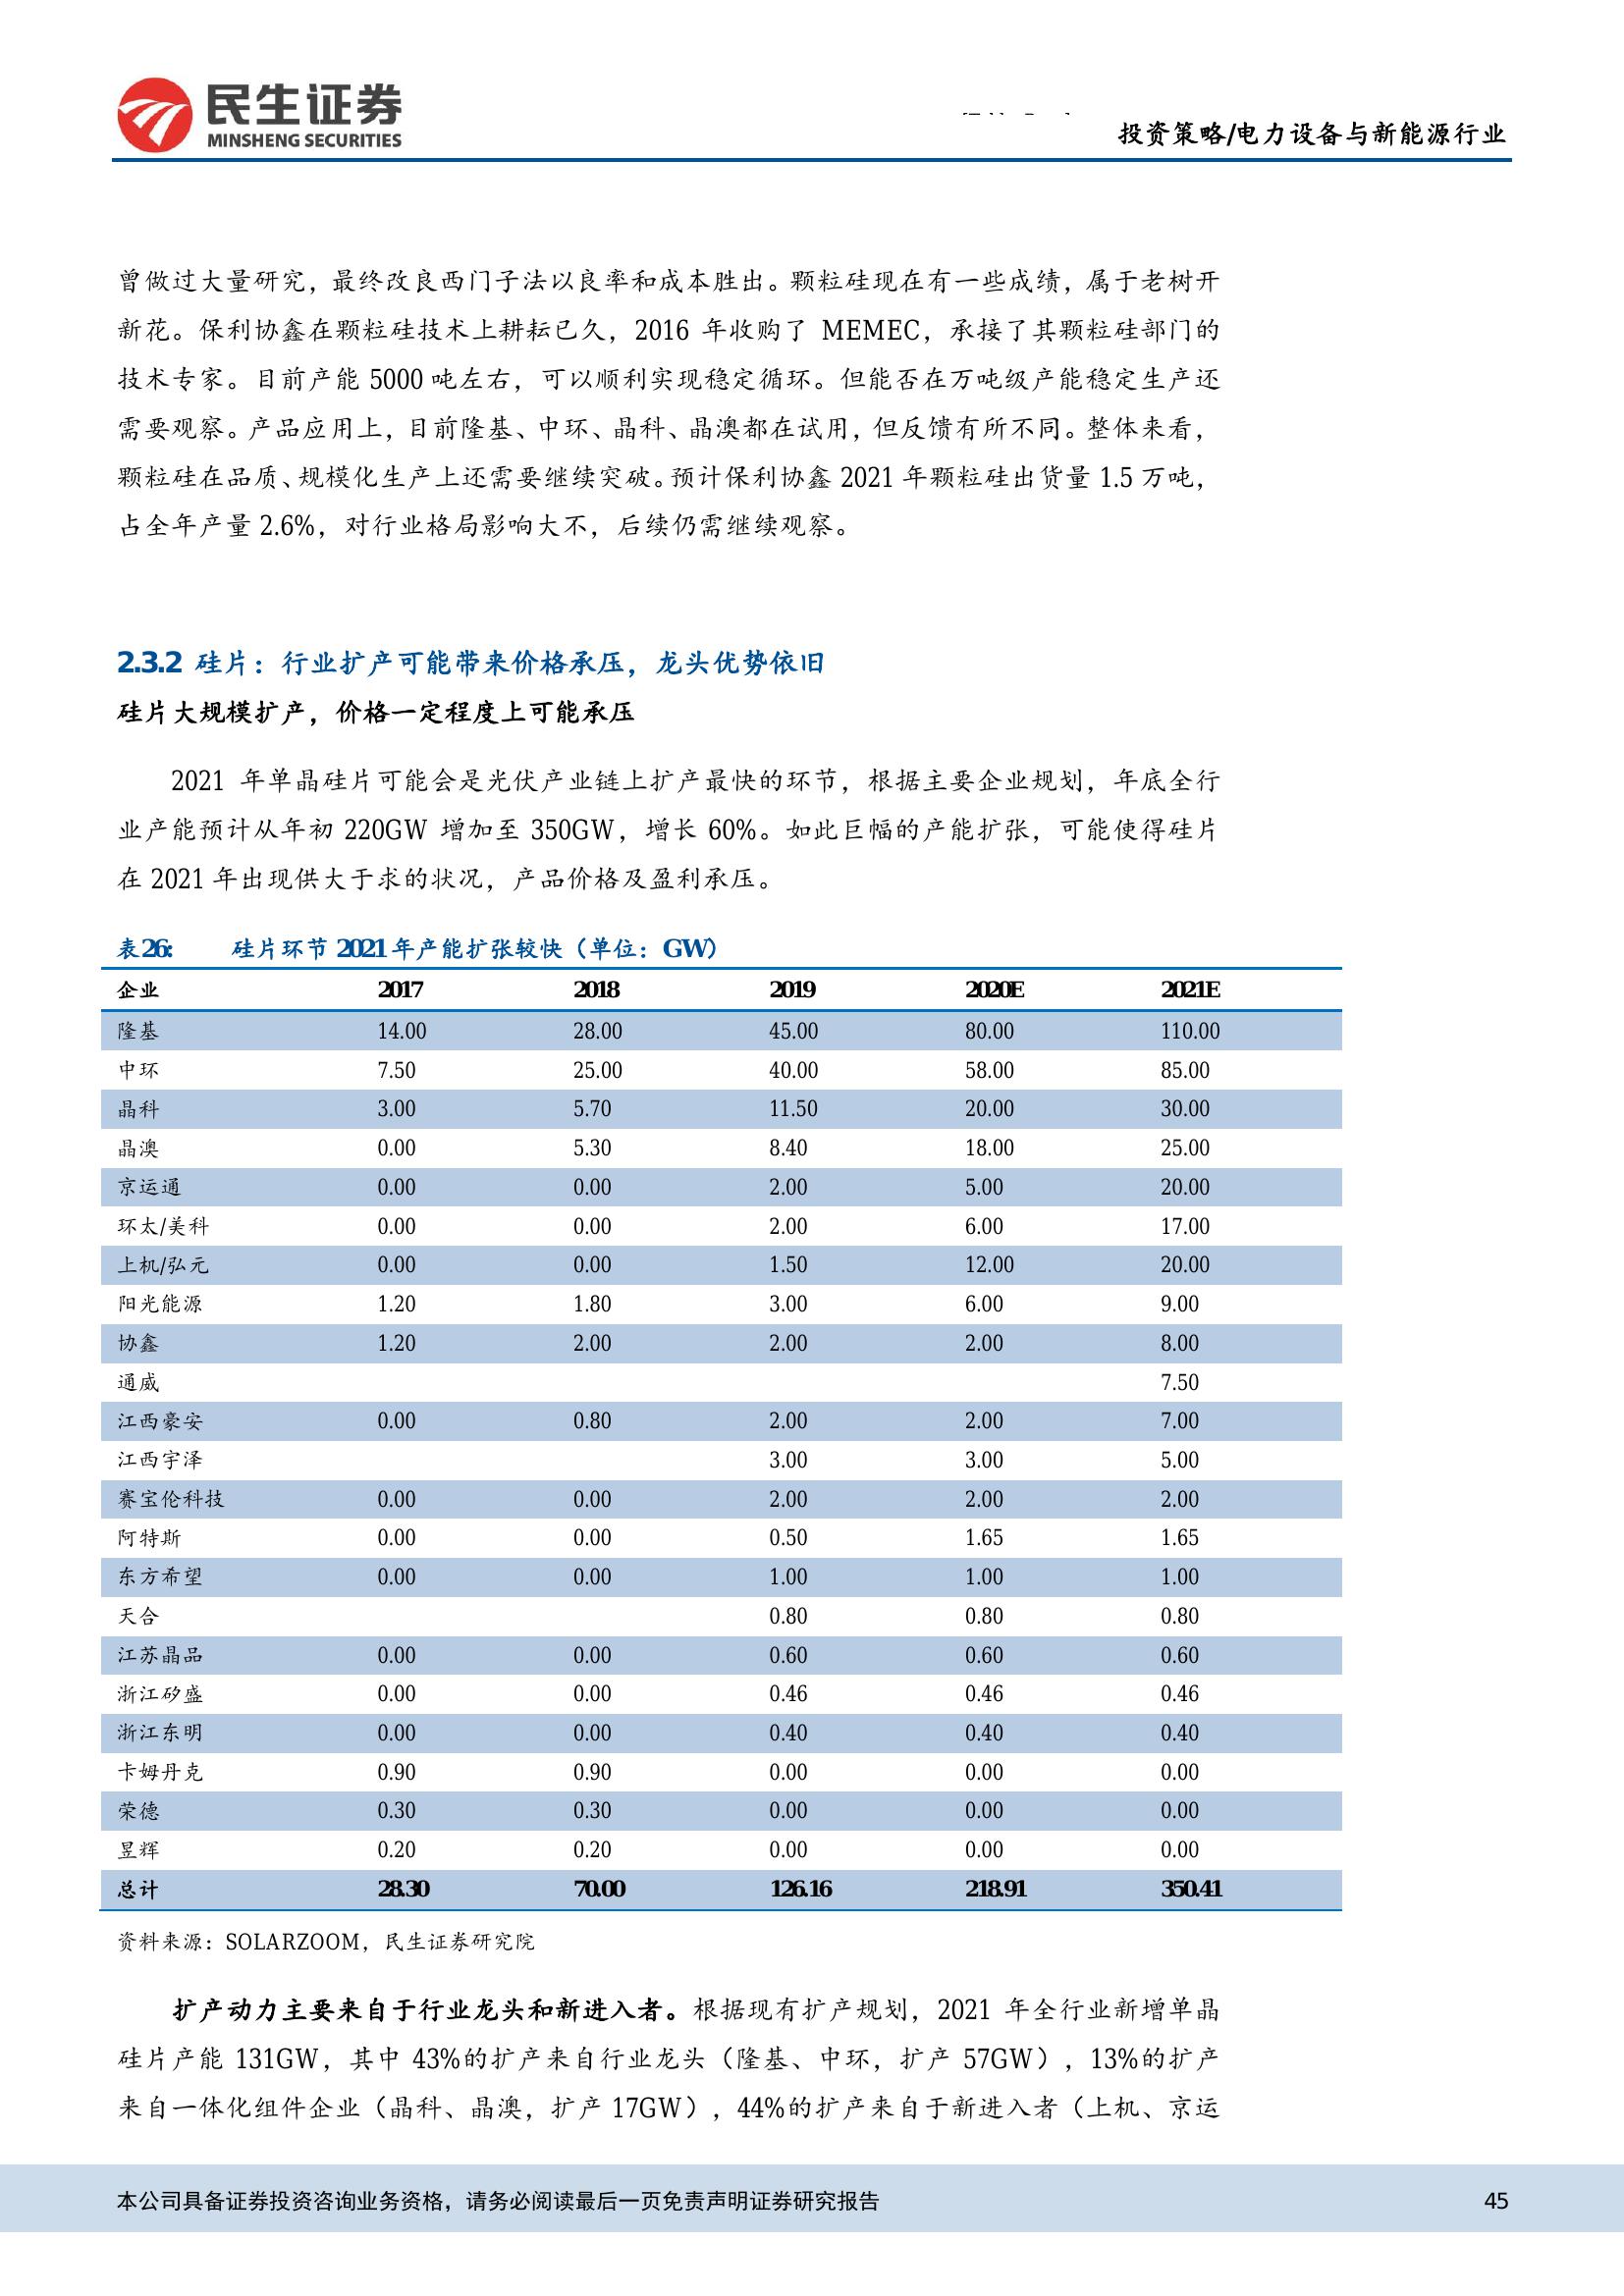 民生证券
MINSHENG SECURITIES
投资策略/电力设备与新能源行业
曾做过大量研究，最终改良西门子法以良率和成本胜出。颗粒硅现在有一些成绩，属于老树开
新花。保利协鑫在颗粒硅技术上耕耘已久，2016 年收购了 MEMEC，承接了其颗粒硅部门的
技术专家。目前产能 5000 吨左右，可以顺利实现稳定循环。但能否在万吨级产能稳定生产还
需要观察。产品应用上，目前隆基、中环、晶科、晶澳都在试用，但反馈有所不同。整体来看，
颗粒硅在品质、规模化生产上还需要继续突破。预计保利协鑫 2021 年颗粒硅出货量 1.5 万吨，
占全年产量 2.6%，对行业格局影响大不，后续仍需继续观察。
2.3.2 硅片：行业扩产可能带来价格承压，龙头优势依旧
硅片大规模扩产，价格一定程度上可能承压
2021 年单晶硅片可能会是光伏产业链上扩产最快的环节，根据主要企业规划，年底全行
业产能预计从年初 220GW 增加至 350GW，增长 60%。如此巨幅的产能扩张，可能使得硅片
在 2021 年出现供大于求的状况，产品价格及盈利承压。
表26: 硅片环节 2021 年产能扩张较快（单位：GW）
企业 2017 2018 2019 2020E 2021E
隆基 14.00 28.00 45.00 80.00 110.00
中环 7.50 25.00 40.00 58.00 85.00
晶科 3.00 5.70 11.50 20.00 30.00
晶澳 0.00 5.30 8.40 18.00 25.00
京运通 0.00 0.00 2.00 5.00 20.00
环太/美科 0.00 0.00 2.00 6.00 17.00
上机/弘元 0.00 0.00 1.50 12.00 20.00
阳光能源 1.20 1.80 3.00 6.00 9.00
协鑫 1.20 2.00 2.00 2.00 8.00
通威 7.50
江西豪安 0.00 0.80 2.00 2.00 7.00
江西宇泽 3.00 3.00 5.00
赛宝伦科技 0.00 0.00 2.00 2.00 2.00
阿特斯 0.00 0.00 0.50 1.65 1.65
东方希望 0.00 0.00 1.00 1.00 1.00
天合 0.80 0.80 0.80
江苏晶品 0.00 0.00 0.60 0.60 0.60
浙江矽盛 0.00 0.00 0.46 0.46 0.46
浙江东明 0.00 0.00 0.40 0.40 0.40
卡姆丹克 0.90 0.90 0.00 0.00 0.00
荣德 0.30 0.30 0.00 0.00 0.00
昱辉 0.20 0.20 0.00 0.00 0.00
总计 28.30 70.00 126.16 218.91 350.41
资料来源：SOLARZOOM，民生证券研究院
扩产动力主要来自于行业龙头和新进入者。根据现有扩产规划，2021 年全行业新增单晶
硅片产能 131GW，其中 43%的扩产来自行业龙头（隆基、中环，扩产 57GW），13%的扩产
来自一体化组件企业（晶科、晶澳，扩产 17GW），44%的扩产来自于新进入者（上机、京运
本公司具备证券投资咨询业务资格，请务必阅读最后一页免责声明证券研究报告 45